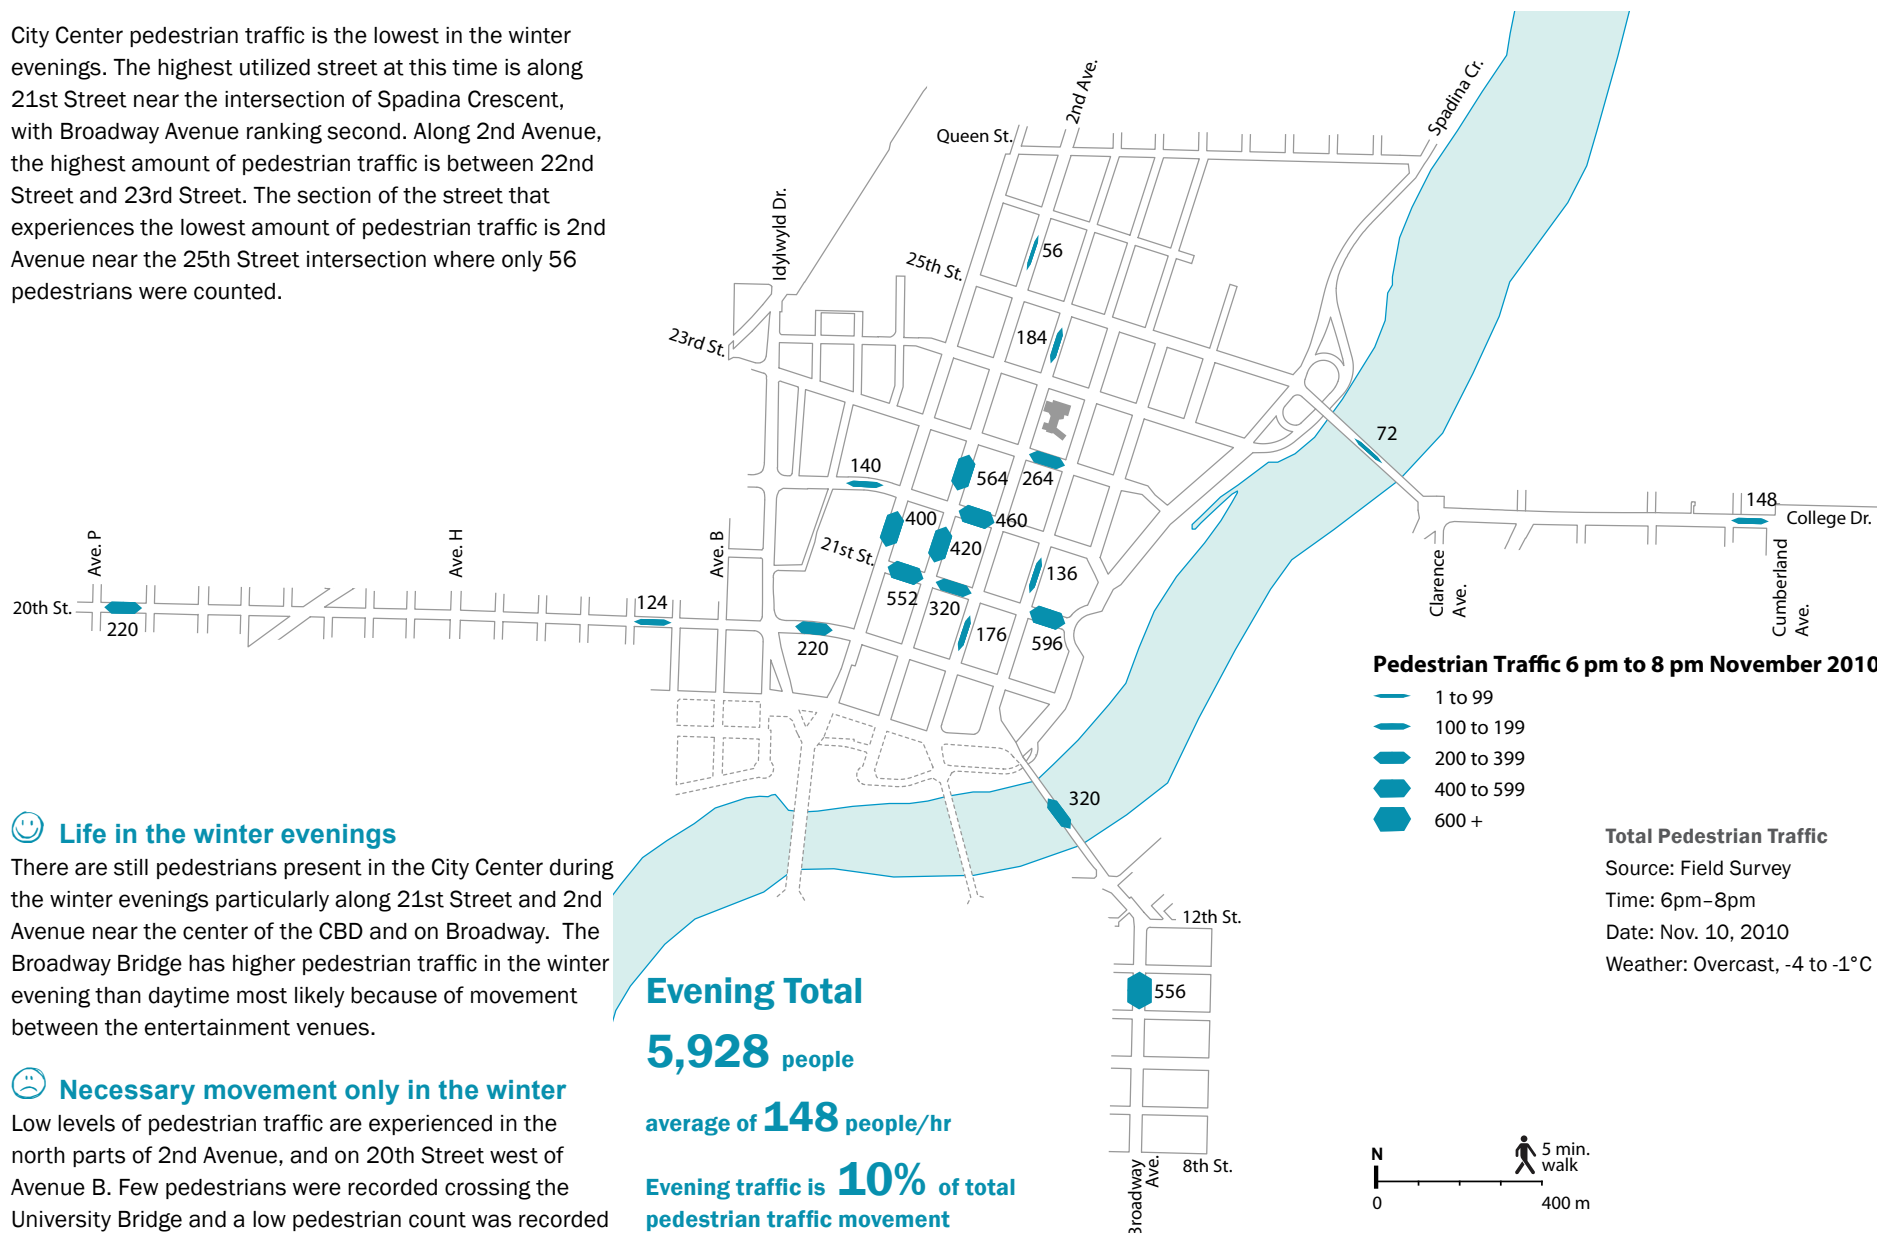 City Center pedestrian traffic is the lowest in the winter
evenings. The highest utilized street at this time is along
21st Street near the intersection of Spadina Crescent,
with Broadway Avenue ranking second. Along 2nd Avenue,
the highest amount of pedestrian traffic is between 22nd
Street and 23rd Street. The section of the street that
experiences the lowest amount of pedestrian traffic is 2nd
Avenue near the 25th Street intersection where only 56
pedestrians were counted.
2nd Ave.
Spadina Cr.
Queen St.
Idylwyld Dr.
25th St.
56
184
23rd St.
72
140
564
264
148
College Dr.
400
460
420
21st St.
136
Ave. P
Ave. H
Ave. B
Clarence
Ave.
Cumberland
Ave.
20th St.
220
124
220
552
320
176
596
320
12th St.
556
8th St.
Broadway
Ave.
Pedestrian Traffic 6 pm to 8 pm November 2010
1 to 99
100 to 199
200 to 399
400 to 599
600 +
Total Pedestrian Traffic
Source: Field Survey
Time: 6pm–8pm
Date: Nov. 10, 2010
Weather: Overcast, -4 to -1°C
Life in the winter evenings
There are still pedestrians present in the City Center during
the winter evenings particularly along 21st Street and 2nd
Avenue near the center of the CBD and on Broadway.  The
Broadway Bridge has higher pedestrian traffic in the winter
evening than daytime most likely because of movement
between the entertainment venues.
Necessary movement only in the winter
Low levels of pedestrian traffic are experienced in the
north parts of 2nd Avenue, and on 20th Street west of
Avenue B. Few pedestrians were recorded crossing the
University Bridge and a low pedestrian count was recorded
Evening Total
5,928 people
average of 148 people/hr
Evening traffic is 10% of total
pedestrian traffic movement
N
5 min.
walk
0
400 m